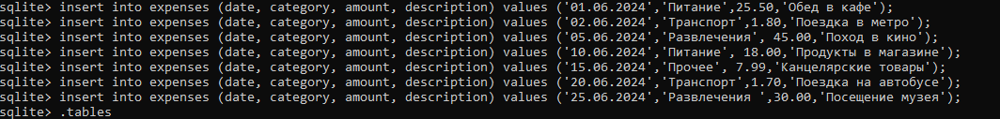 sqlite> insert into expenses (date, category, amount, description) values ('01.06.2024','Питание',25.50,'Обед в кафе');
sqlite> insert into expenses (date, category, amount, description) values ('02.06.2024','Транспорт',1.80,'Поездка в метро');
sqlite> insert into expenses (date, category, amount, description) values ('05.06.2024','Развлечения', 45.00,'Поход в кино');
sqlite> insert into expenses (date, category, amount, description) values ('10.06.2024','Питание', 18.00,'Продукты в магазине');
sqlite> insert into expenses (date, category, amount, description) values ('15.06.2024','Прочее', 7.99,'Канцелярские товары');
sqlite> insert into expenses (date, category, amount, description) values ('20.06.2024','Транспорт',1.70,'Поездка на автобусе');
sqlite> insert into expenses (date, category, amount, description) values ('25.06.2024','Развлечения ',30.00,'Посещение музея');
sqlite> .tables